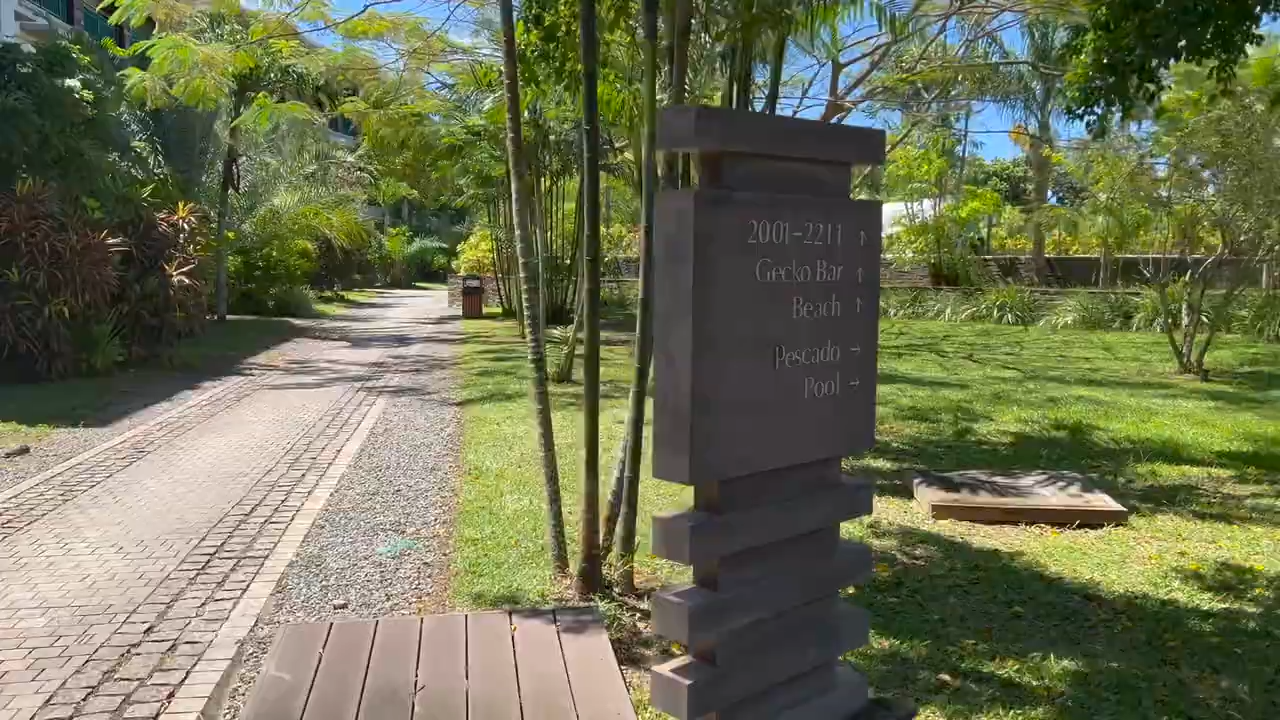 2001-2211 ↑
Gecko Bar ↑
Beach ↑
Pescado →
Pool →